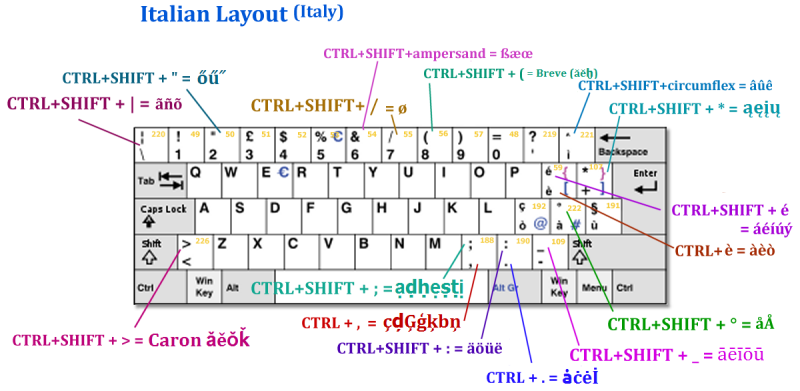 Italian Layout (Italy)
CTRL+SHIFT+ampersand = ßæœ
CTRL+SHIFT + " = őű˝
CTRL+SHIFT + ( = Breve (ăĕḫ)
CTRL+SHIFT+circumflex = âûê
CTRL+SHIFT + | = ãñõ
CTRL+SHIFT+ / = ø
CTRL+SHIFT + * = ąęįų
220 49 50 51 52 53 54 55 56 57 48 219 221
¦ ! " £ $ % € & / ( ) = ? ^ Backspace
\ 1 2 3 4 5 6 7 8 9 0 ' ì
Tab Q W E € R T Y U I O P é { * } Enter
è [ + ]
59 107
Caps Lock A S D F G H J K L ç ° §
ò @ à # ù
192 222 191
Shift > Z X C V B N M ; : _ Shift
< , . -
226 188 190 109
Ctrl Win Key Alt Alt Gr Win Key Menu Ctrl
CTRL+SHIFT + é
= áéíúý
CTRL+ è = àèò
CTRL+SHIFT + ; = ạḍḥẹṣṭị
CTRL + , = çḑĢģķbņ
CTRL+SHIFT + ° = åÅ
CTRL+SHIFT + > = Caron ǎěǒǩ
CTRL+SHIFT + : = äöüë
CTRL+SHIFT + _ = āēīōū
CTRL + . = ȧċėİ